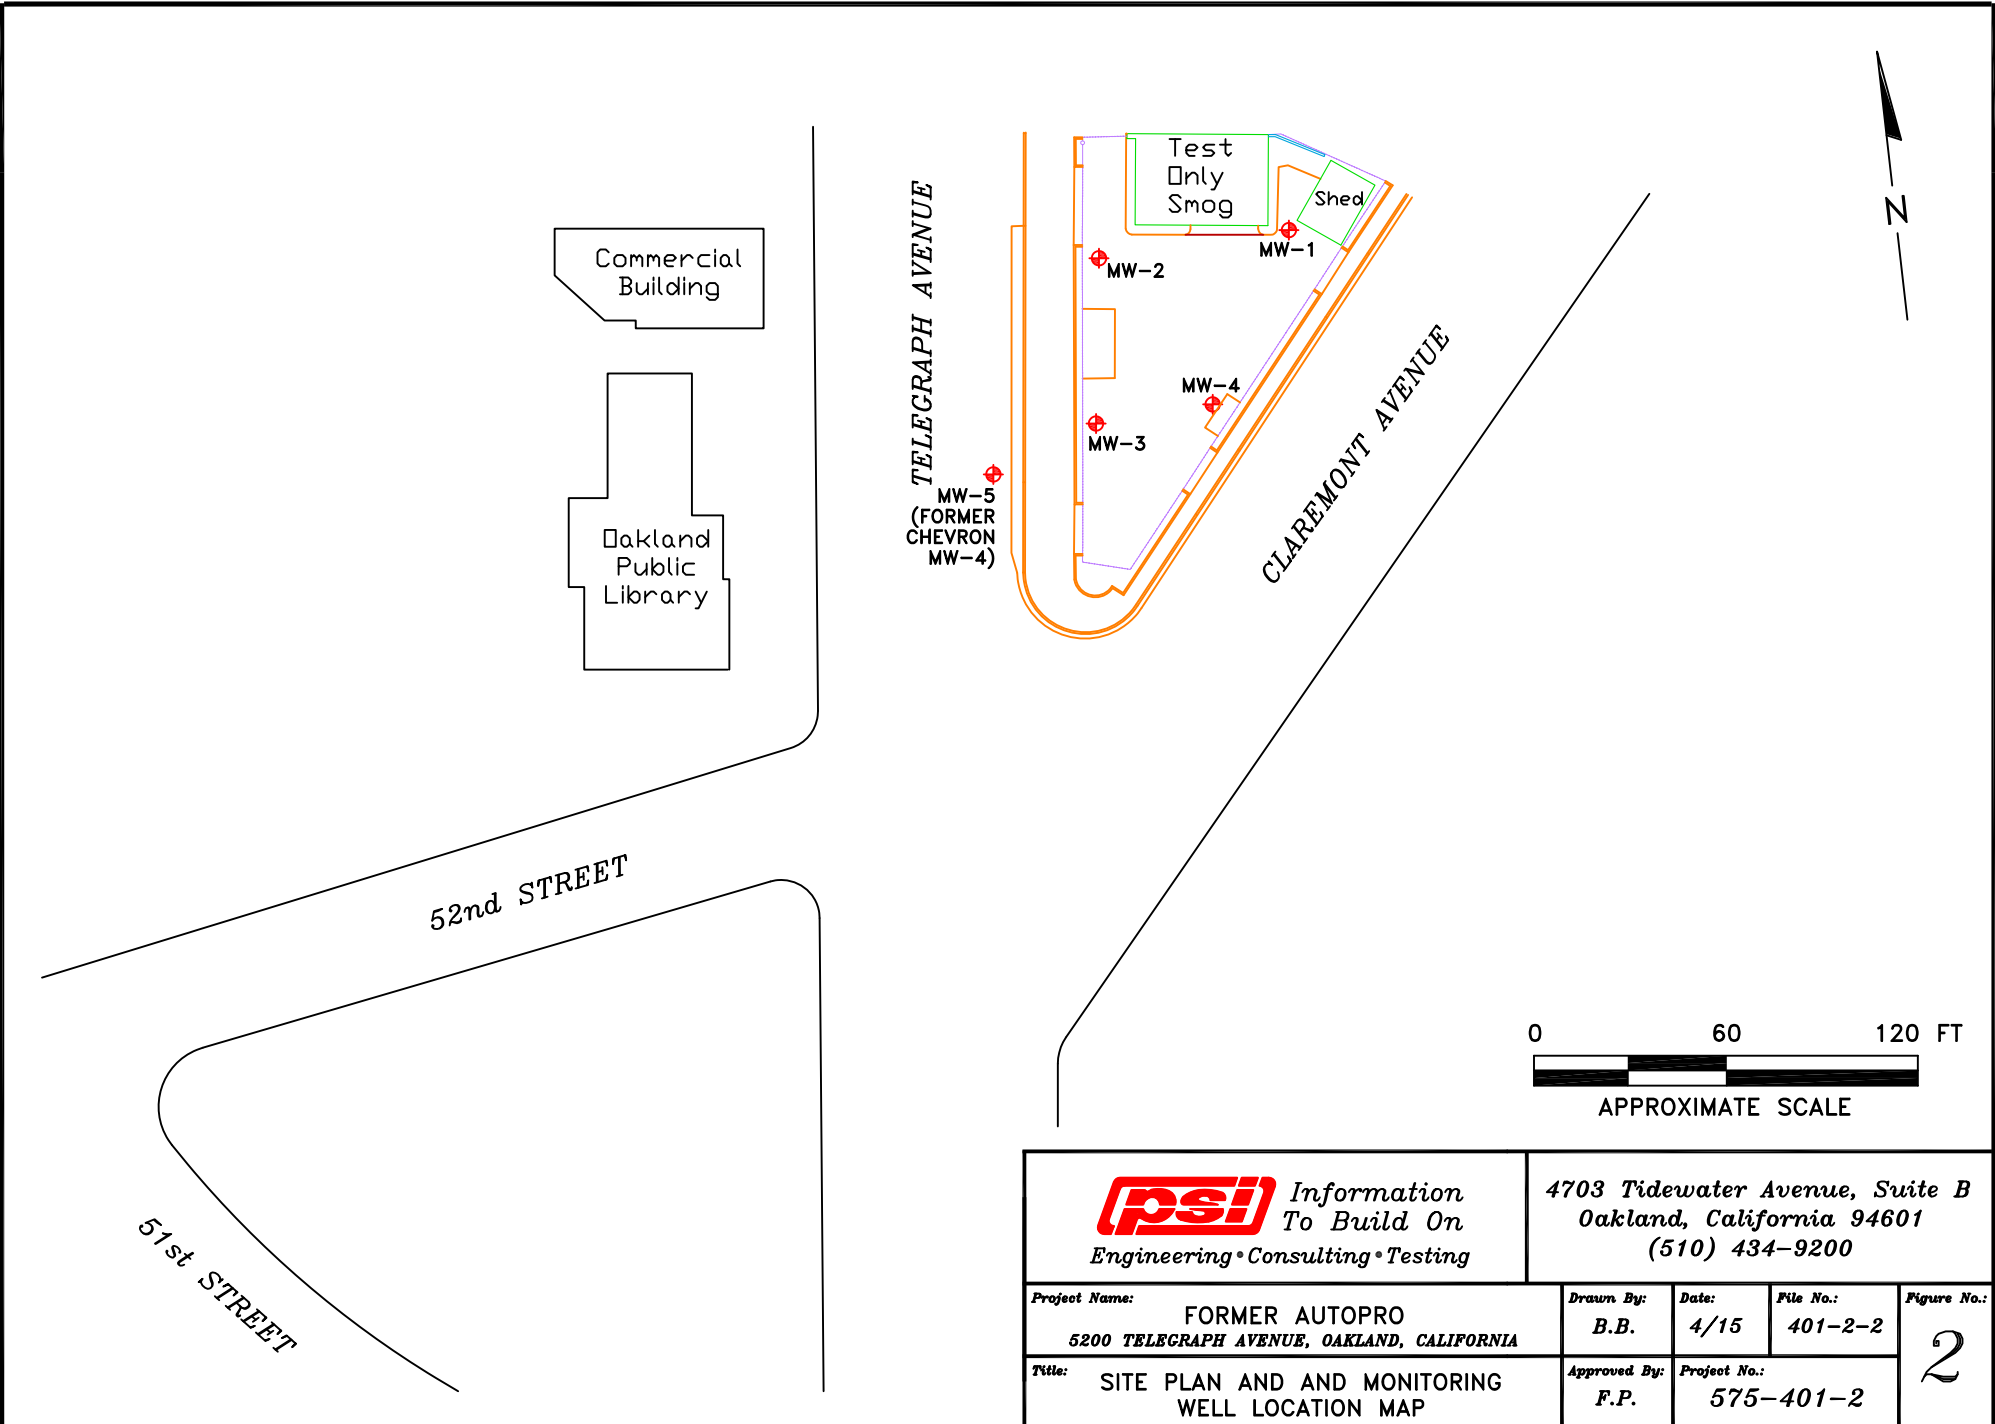 Test
Only
Smog
Shed
MW-1
MW-2
MW-4
MW-3
MW-5
(FORMER
CHEVRON
MW-4)
TELEGRAPH AVENUE
CLAREMONT AVENUE
N
Commercial
Building
Oakland
Public
Library
52nd STREET
51st STREET
0 60 120 FT
APPROXIMATE SCALE
psi Information
To Build On
Engineering•Consulting•Testing
4703 Tidewater Avenue, Suite B
Oakland, California 94601
(510) 434-9200
Project Name:
FORMER AUTOPRO
5200 TELEGRAPH AVENUE, OAKLAND, CALIFORNIA
Drawn By:
B.B.
Date:
4/15
File No.:
401-2-2
Figure No.:
2
Title:
SITE PLAN AND AND MONITORING
WELL LOCATION MAP
Approved By:
F.P.
Project No.:
575-401-2